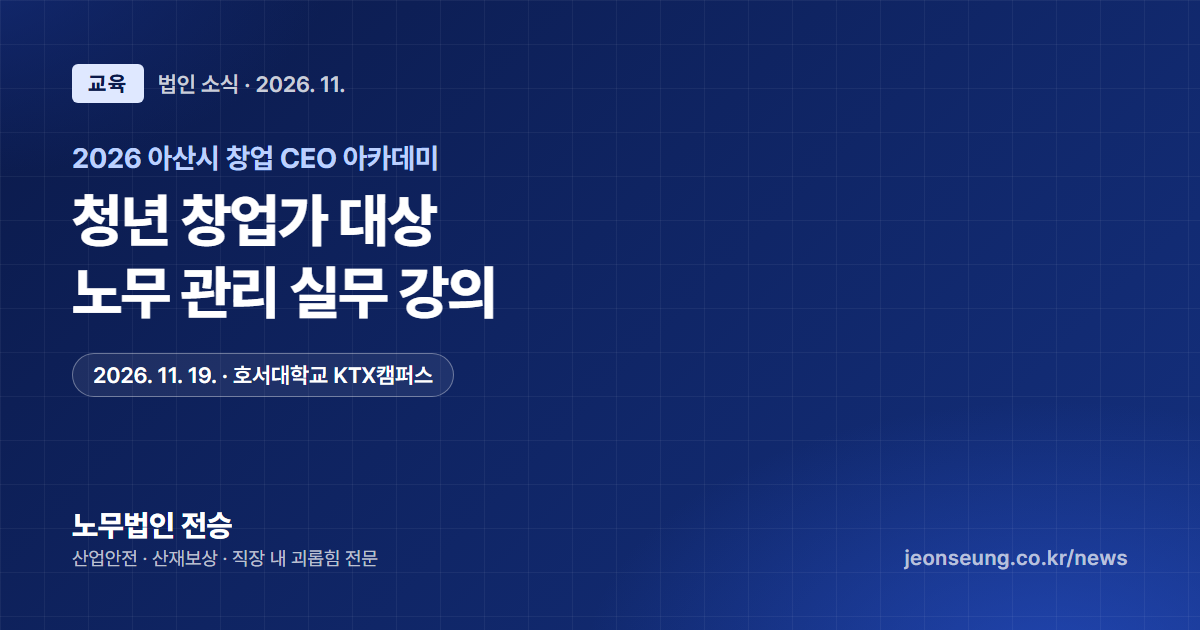 교육 법인 소식 · 2026. 11.
2026 아산시 창업 CEO 아카데미
청년 창업가 대상
노무 관리 실무 강의
2026. 11. 19. · 호서대학교 KTX캠퍼스
노무법인 전승
산업안전 · 산재보상 · 직장 내 괴롭힘 전문
jeonseung.co.kr/news